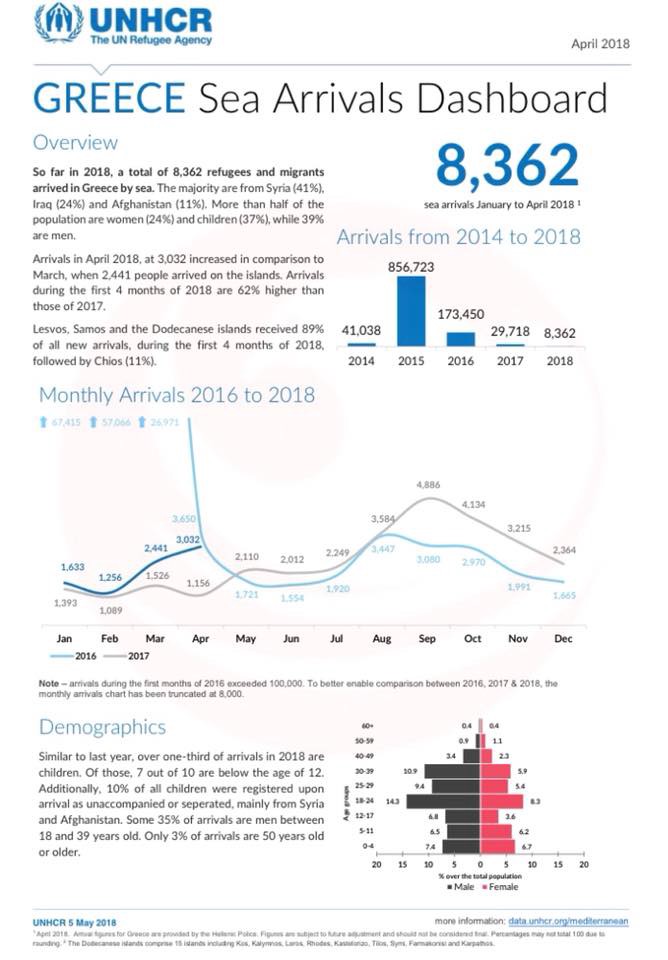 UNHCR
The UN Refugee Agency
April 2018
GREECE Sea Arrivals Dashboard
Overview
So far in 2018, a total of 8,362 refugees and migrants
arrived in Greece by sea. The majority are from Syria (41%),
Iraq (24%) and Afghanistan (11%). More than half of the
population are women (24%) and children (37%), while 39%
are men.
Arrivals in April 2018, at 3,032 increased in comparison to
March, when 2,441 people arrived on the islands. Arrivals
during the first 4 months of 2018 are 62% higher than
those of 2017.
Lesvos, Samos and the Dodecanese islands received 89%
of all new arrivals, during the first 4 months of 2018,
followed by Chios (11%).
8,362
sea arrivals January to April 2018 ¹
Arrivals from 2014 to 2018
856,723
173,450
41,038 29,718 8,362
2014 2015 2016 2017 2018
Monthly Arrivals 2016 to 2018
67,415 57,066 26,971
4,886
4,134
3,650 3,584
3,032 3,215
2,441 3,447
2,110 2,012 2,249 3,080 2,970 2,364
1,633 1,256 1,526 1,156
1,393 1,089 1,721 1,554 1,920 1,991 1,665
Jan Feb Mar Apr May Jun Jul Aug Sep Oct Nov Dec
2016 2017
Note – arrivals during the first months of 2016 exceeded 100,000. To better enable comparison between 2016, 2017 & 2018, the
monthly arrivals chart has been truncated at 8,000.
Demographics
Similar to last year, over one-third of arrivals in 2018 are
children. Of those, 7 out of 10 are below the age of 12.
Additionally, 10% of all children were registered upon
arrival as unaccompanied or seperated, mainly from Syria
and Afghanistan. Some 35% of arrivals are men between
18 and 39 years old. Only 3% of arrivals are 50 years old
or older.
Age groups
60+ 0.4 0.4
50-59 0.9 1.1
40-49 3.4 2.3
30-39 10.9 5.9
25-29 9.4 5.4
18-24 14.3 8.3
12-17 6.8 3.6
5-11 6.5 6.2
0-4 7.4 6.7
20 15 10 5 0 5 10 15 20
% over the total population
Male Female
UNHCR 5 May 2018
more information: data.unhcr.org/mediterranean
¹ April 2018. Arrival figures for Greece are provided by the Hellenic Police. Figures are subject to future adjustment and should not be considered final. Percentages may not total 100 due to
rounding. ² The Dodecanese islands comprise 15 islands including Kos, Kalymnos, Leros, Rhodes, Kastelorizo, Tilos, Symi, Farmakonisi and Karpathos.